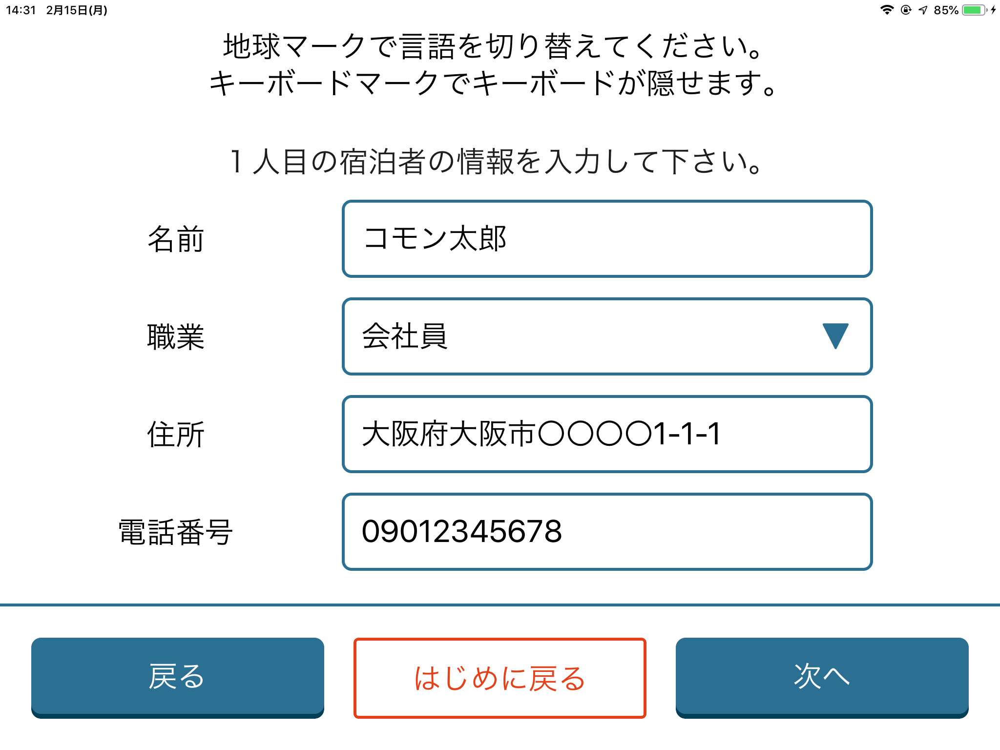 14:31 2月15日(月) 85%
地球マークで言語を切り替えてください。
キーボードマークでキーボードが隠せます。
1人目の宿泊者の情報を入力して下さい。
名前 コモン太郎
職業 会社員 ▼
住所 大阪府大阪市〇〇〇〇1-1-1
電話番号 09012345678
戻る はじめに戻る 次へ